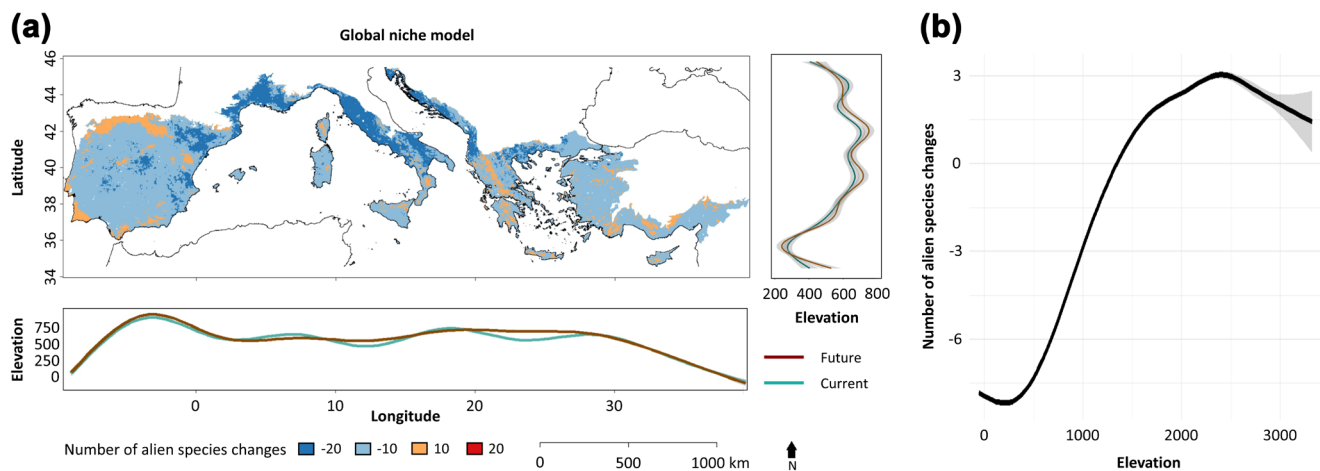 (a)
Global niche model
Latitude
46
44
42
40
38
36
34
200 400 600 800
Elevation
Elevation
750
500
250
0
0 10 20 30
Longitude
Future
Current
Number of alien species changes -20 -10 10 20
0 500 1000 km
N
(b)
Number of alien species changes
3
0
-3
-6
0 1000 2000 3000
Elevation